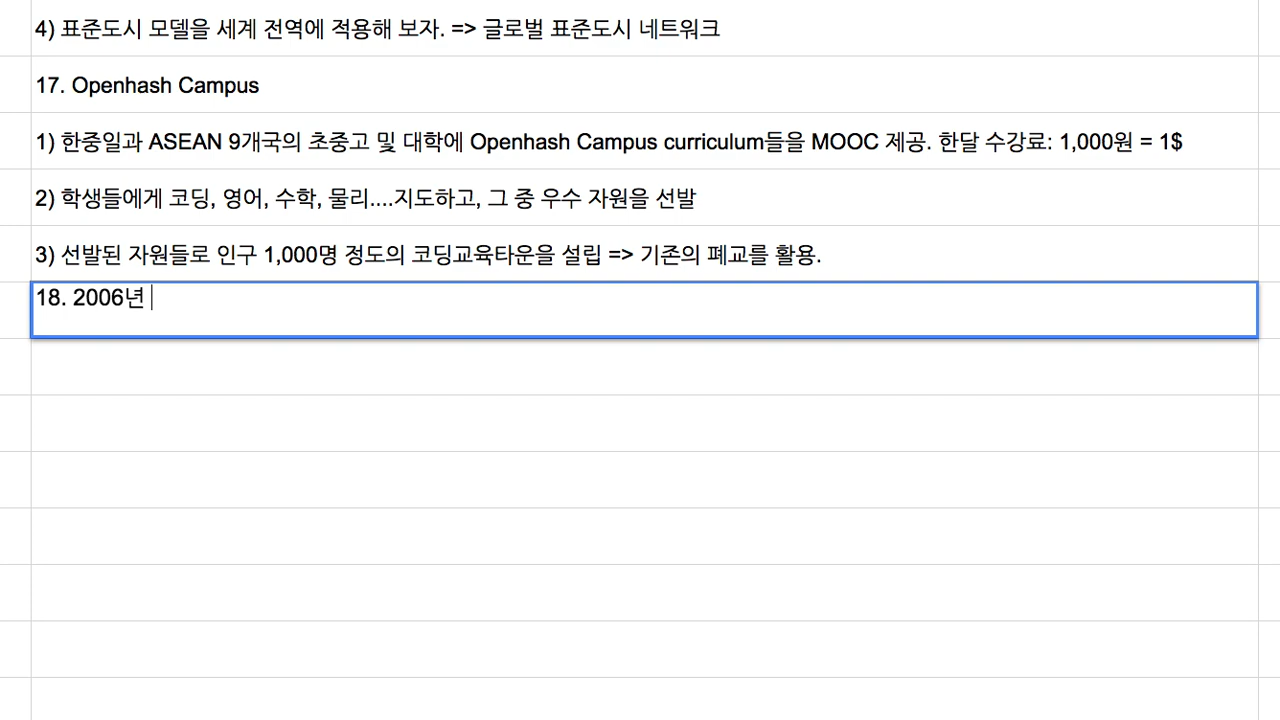 4) 표준도시 모델을 세계 전역에 적용해 보자. => 글로벌 표준도시 네트워크
17. Openhash Campus
1) 한중일과 ASEAN 9개국의 초중고 및 대학에 Openhash Campus curriculum들을 MOOC 제공. 한달 수강료: 1,000원 = 1$
2) 학생들에게 코딩, 영어, 수학, 물리....지도하고, 그 중 우수 자원을 선발
3) 선발된 자원들로 인구 1,000명 정도의 코딩교육타운을 설립 => 기존의 폐교를 활용.
18. 2006년